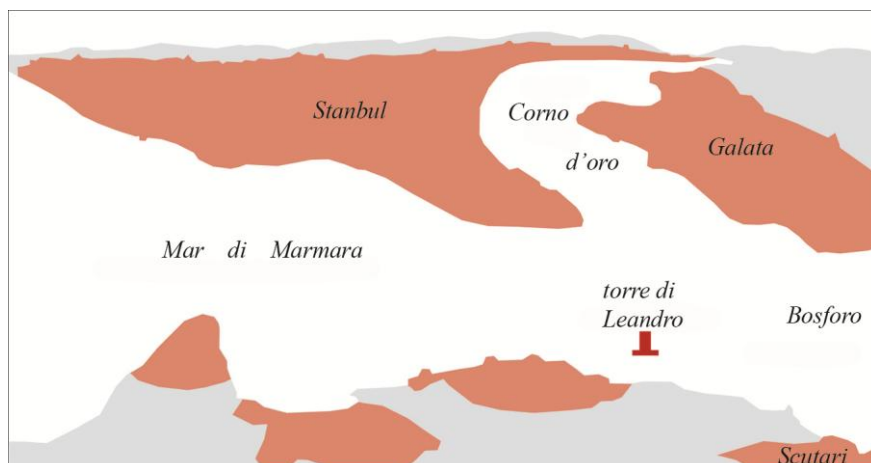 Stanbul
Corno
d'oro
Galata
Mar di Marmara
torre di
Leandro
Bosforo
Scutari